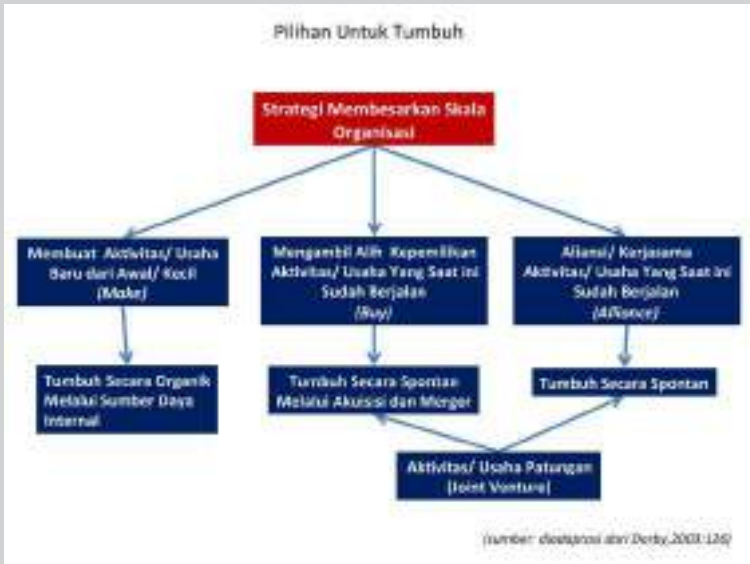 Pilihan Untuk Tumbuh
Strategi Membesarkan Skala
Organisasi
Membuat Aktivitas/ Usaha
Baru dari Awal/ Kecil
(Make)
Mengambil Alih Kepemilikan
Aktivitas/ Usaha Yang Saat ini
Sudah Berjalan
(Buy)
Aliansi/ Kerjasama
Aktivitas/ Usaha Yang Saat ini
Sudah Berjalan
(Alliance)
Tumbuh Secara Organik
Melalui Sumber Daya
Internal
Tumbuh Secara Spontan
Melalui Akuisisi dan Merger
Tumbuh Secara Spontan
Aktivitas/ Usaha Patungan
(Joint Venture)
(sumber: dari